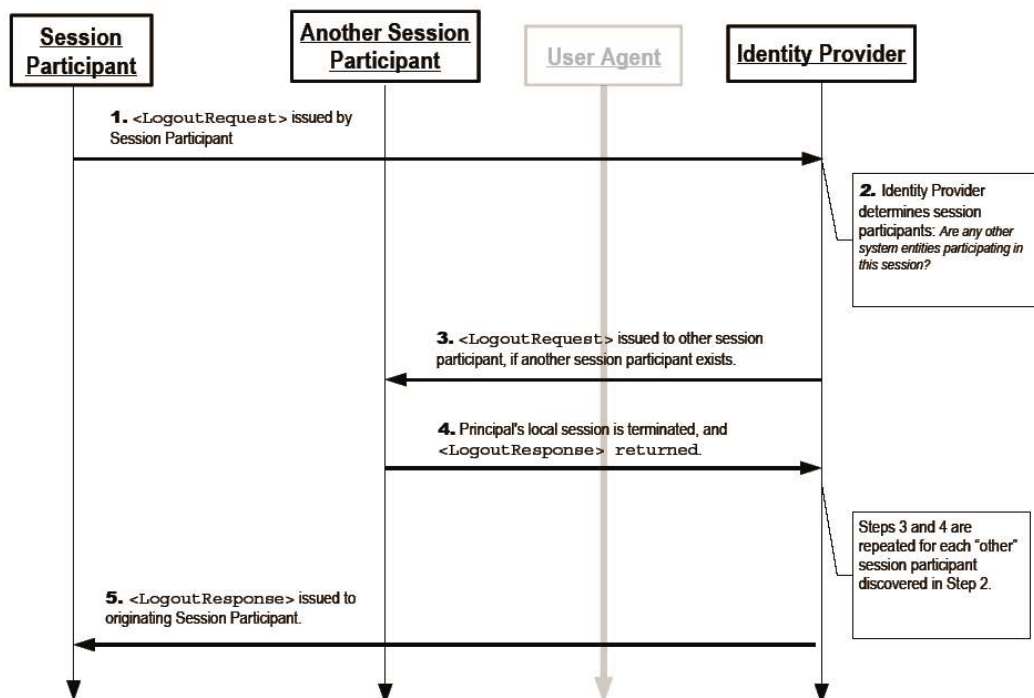 Session
Participant
Another Session
Participant
User Agent
Identity Provider
1. <LogoutRequest> issued by
Session Participant
2. Identity Provider
determines session
participants: Are any other
system entities participating in
this session?
3. <LogoutRequest> issued to other session
participant, if another session participant exists.
4. Principal's local session is terminated, and
<LogoutResponse> returned.
Steps 3 and 4 are
repeated for each “other”
session participant
discovered in Step 2.
5. <LogoutResponse> issued to
originating Session Participant.